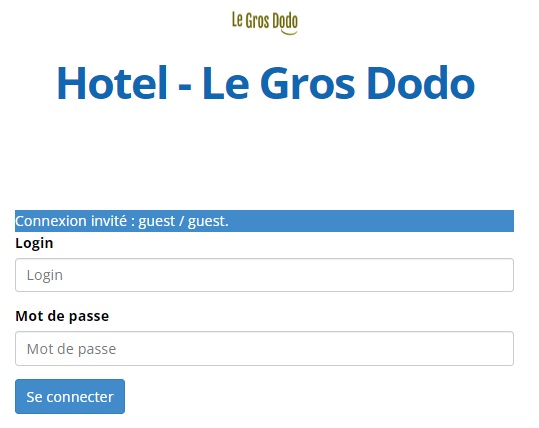 Le Gros Dodo
Hotel - Le Gros Dodo
Connexion invité : guest / guest.
Login
Login
Mot de passe
Mot de passe
Se connecter